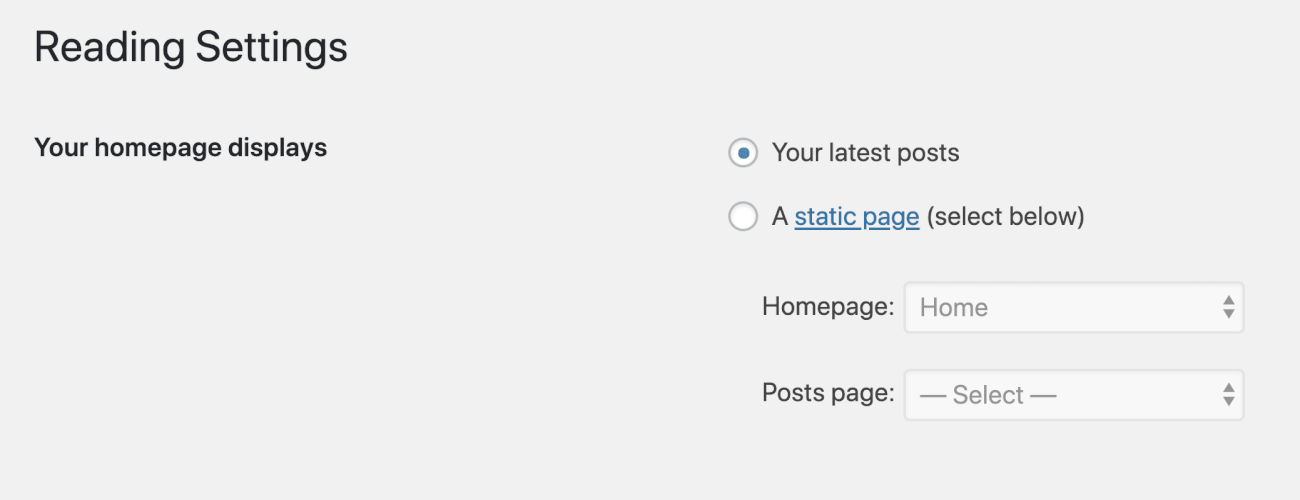 Reading Settings
Your homepage displays
Your latest posts
A static page (select below)
Homepage: Home
Posts page: — Select —